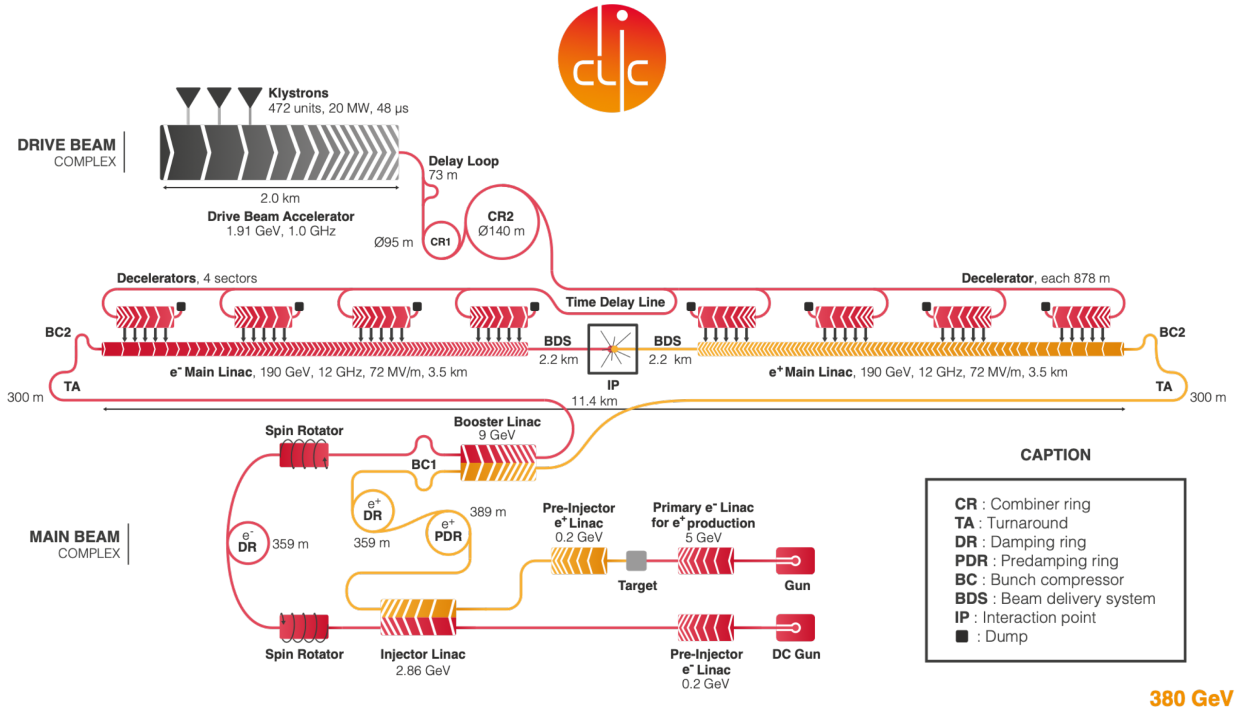 clic
Klystrons
472 units, 20 MW, 48 µs
DRIVE BEAM
COMPLEX
2.0 km
Drive Beam Accelerator
1.91 GeV, 1.0 GHz
Delay Loop
73 m
CR2
Ø140 m
Ø95 m
CR1
Decelerators, 4 sectors
Decelerator, each 878 m
Time Delay Line
BC2
BDS
2.2 km
BDS
2.2 km
BC2
e- Main Linac, 190 GeV, 12 GHz, 72 MV/m, 3.5 km
IP
e+ Main Linac, 190 GeV, 12 GHz, 72 MV/m, 3.5 km
TA
300 m
TA
300 m
11.4 km
Booster Linac
9 GeV
Spin Rotator
BC1
MAIN BEAM
COMPLEX
e-
DR
359 m
e+
DR
359 m
e+
PDR
389 m
Pre-Injector
e+ Linac
0.2 GeV
Primary e- Linac
for e+ production
5 GeV
Target
Gun
Spin Rotator
Injector Linac
2.86 GeV
Pre-Injector
e- Linac
0.2 GeV
DC Gun
CAPTION
CR : Combiner ring
TA : Turnaround
DR : Damping ring
PDR : Predamping ring
BC : Bunch compressor
BDS : Beam delivery system
IP : Interaction point
: Dump
380 GeV